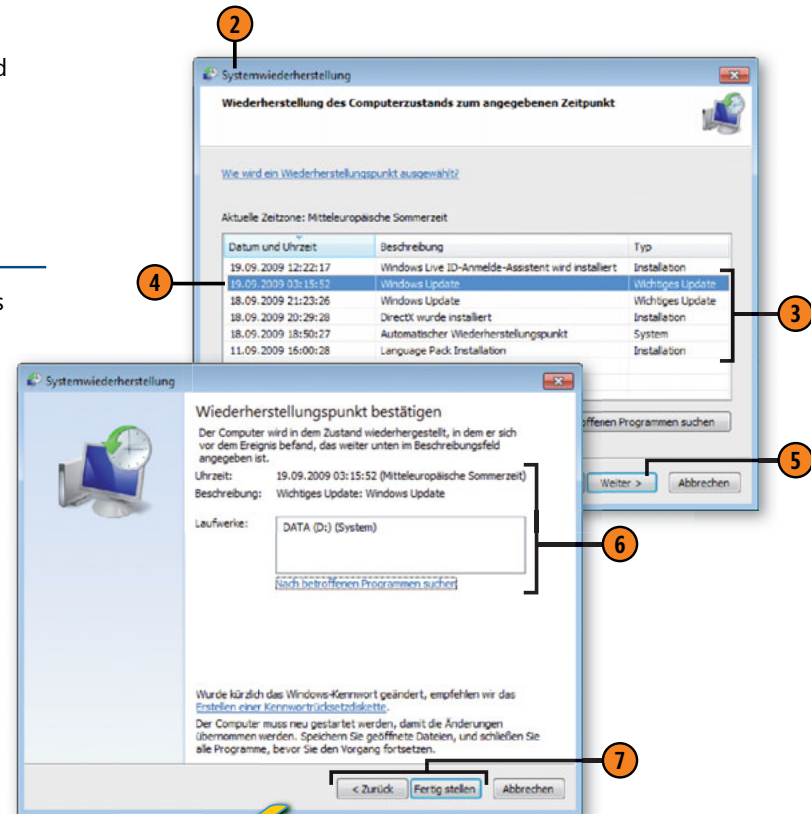 d
s
2
Systemwiederherstellung
Wiederherstellung des Computerzustands zum angegebenen Zeitpunkt
Wie wird ein Wiederherstellungspunkt ausgewählt?
Aktuelle Zeitzone: Mitteleuropäische Sommerzeit
Datum und Uhrzeit Beschreibung Typ
19.09.2009 12:22:17 Windows Live ID-Anmelde-Assistent wird installiert Installation
4
19.09.2009 03:15:52 Windows Update Wichtiges Update
18.09.2009 21:23:26 Windows Update Wichtiges Update
3
18.09.2009 20:29:28 DirectX wurde installiert Installation
18.09.2009 18:50:27 Automatischer Wiederherstellungspunkt System
11.09.2009 16:00:28 Language Pack Installation Installation
Programmen suchen
5
Weiter > Abbrechen
Systemwiederherstellung
Wiederherstellungspunkt bestätigen
Der Computer wird in dem Zustand wiederhergestellt, in dem er sich
vor dem Ereignis befand, das weiter unten im Beschreibungsfeld
angegeben ist.
Uhrzeit: 19.09.2009 03:15:52 (Mitteleuropäische Sommerzeit)
Beschreibung: Wichtiges Update: Windows Update
Laufwerke: DATA (D:) (System)
6
Nach betroffenen Programmen suchen
Wurde kürzlich das Windows-Kennwort geändert, empfehlen wir das
Erstellen einer Kennwortrücksetzdiskette.
Der Computer muss neu gestartet werden, damit die Änderungen
übernommen werden. Speichern Sie geöffnete Dateien, und schließen Sie
alle Programme, bevor Sie den Vorgang fortsetzen.
7
< Zurück Fertig stellen Abbrechen